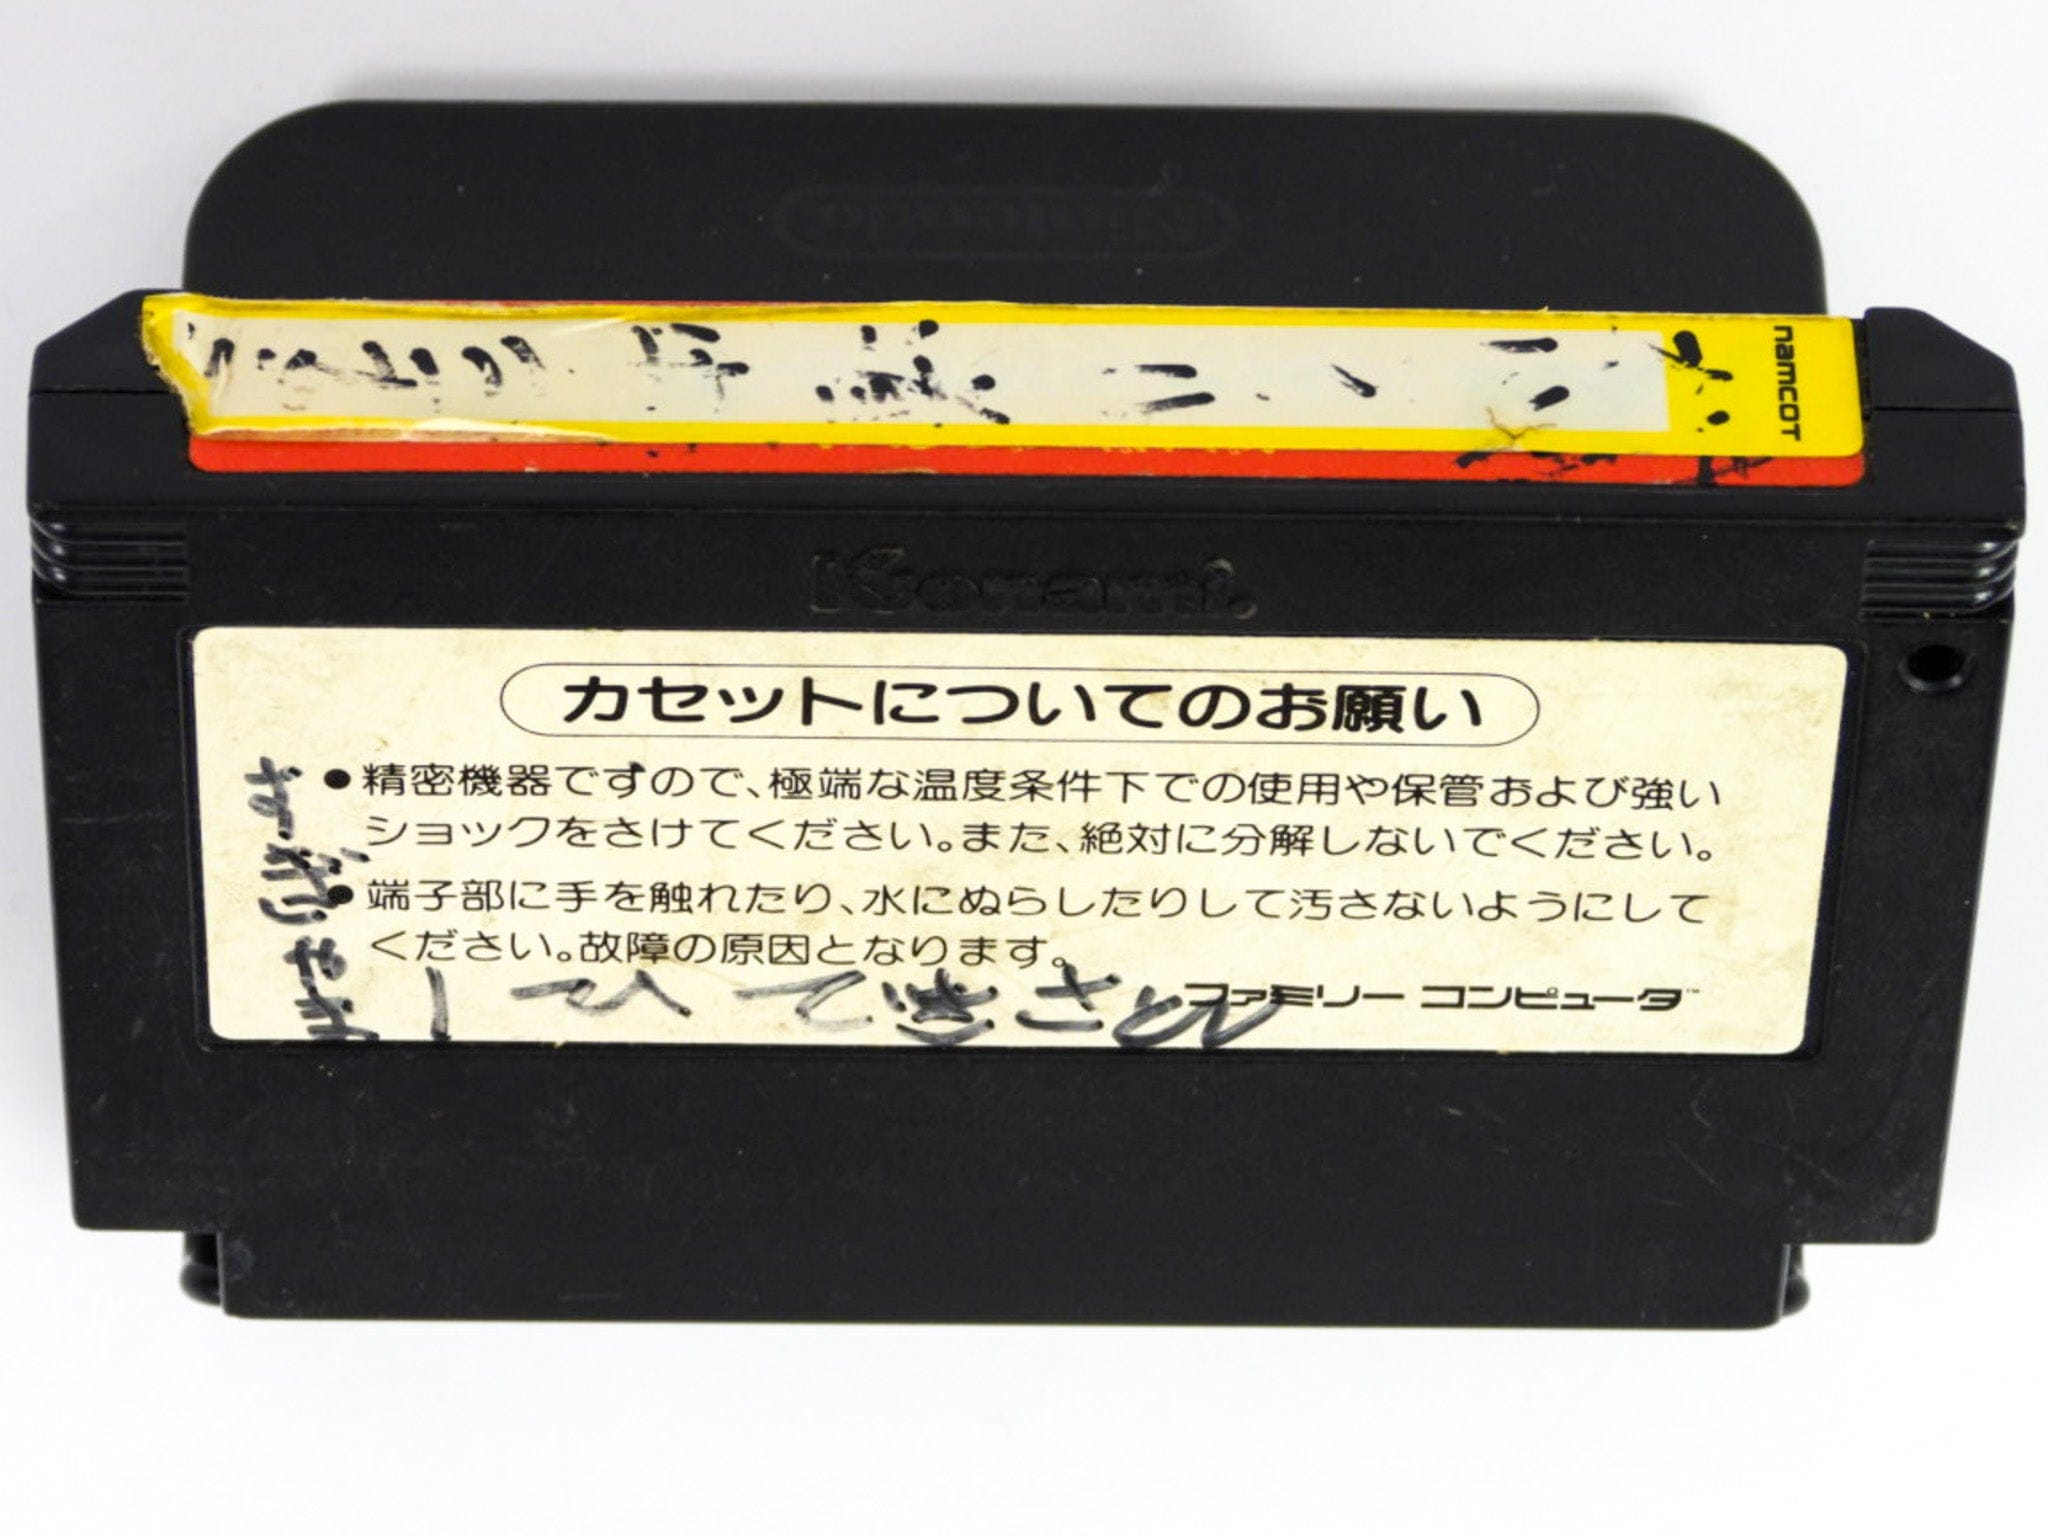 Nintendo
namcot
Konami
カセットについてのお願い
●精密機器ですので、極端な温度条件下での使用や保管および強い
ショックをさけてください。また、絶対に分解しないでください。
●端子部に手を触れたり、水にぬらしたりして汚さないようにして
ください。故障の原因となります。
ファミリー コンピュータ™